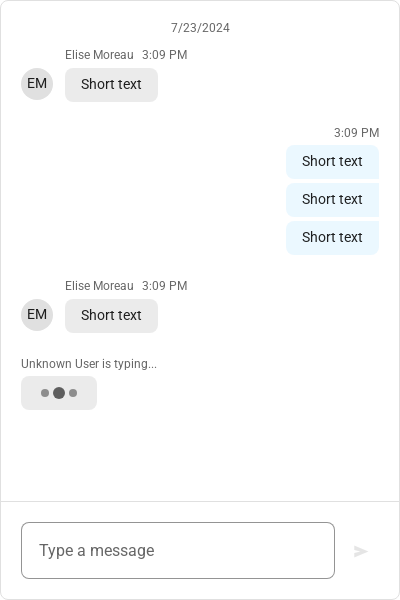 7/23/2024
Elise Moreau 3:09 PM
EM
Short text
3:09 PM
Short text
Short text
Short text
Elise Moreau 3:09 PM
EM
Short text
Unknown User is typing...
Type a message